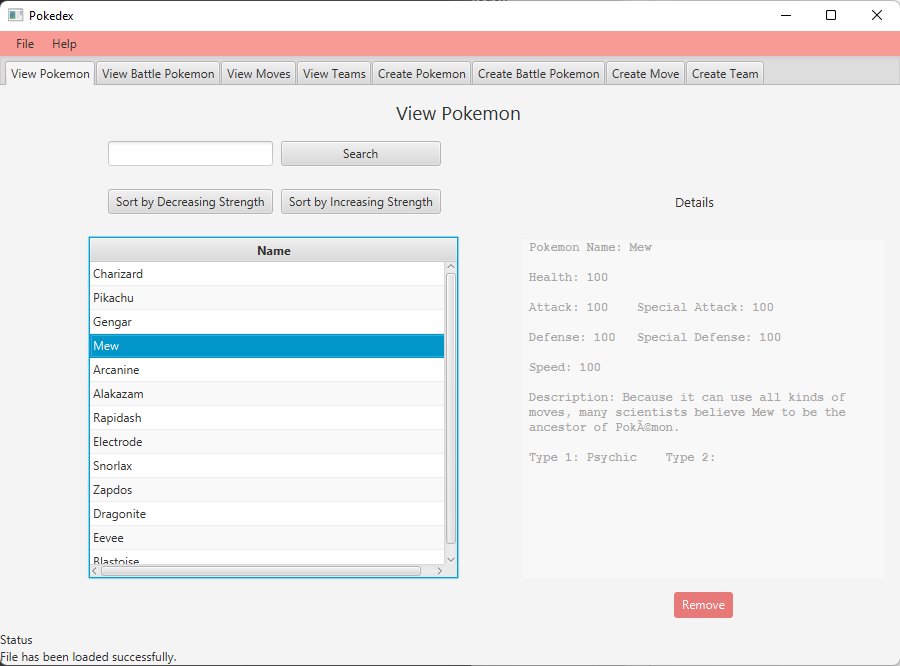 Pokedex
File Help
View Pokemon View Battle Pokemon View Moves View Teams Create Pokemon Create Battle Pokemon Create Move Create Team
View Pokemon
Search
Sort by Decreasing Strength Sort by Increasing Strength
Name
Charizard
Pikachu
Gengar
Mew
Arcanine
Alakazam
Rapidash
Electrode
Snorlax
Zapdos
Dragonite
Eevee
Blastoise
Details
Pokemon Name: Mew
Health: 100
Attack: 100 Special Attack: 100
Defense: 100 Special Defense: 100
Speed: 100
Description: Because it can use all kinds of
moves, many scientists believe Mew to be the
ancestor of PokÃ©mon.
Type 1: Psychic Type 2:
Remove
Status
File has been loaded successfully.